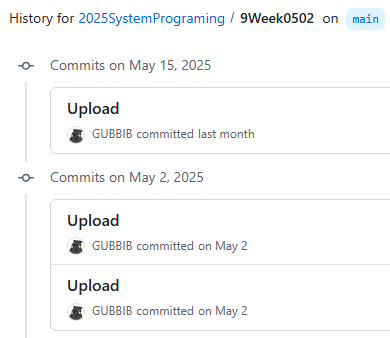 History for 2025SystemPrograming / 9Week0502 on main
Commits on May 15, 2025
Upload
GUBBIB committed last month
Commits on May 2, 2025
Upload
GUBBIB committed on May 2
Upload
GUBBIB committed on May 2